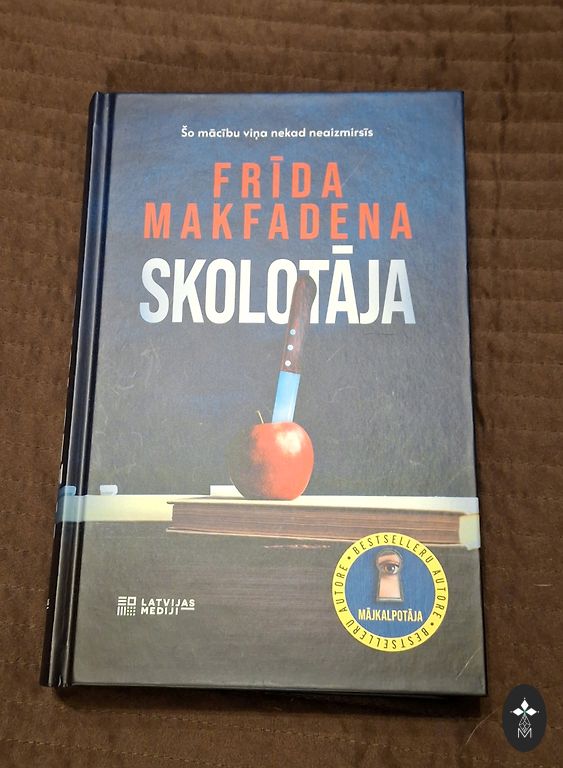 Šo mācību viņa nekad neaizmirsīs
FRĪDA
MAKFADENA
SKOLOTĀJA
LATVIJAS
MEDIJI
BESTSELLERU AUTORE • BESTSELLERU AUTORE •
MĀJKALPOTĀJA
M